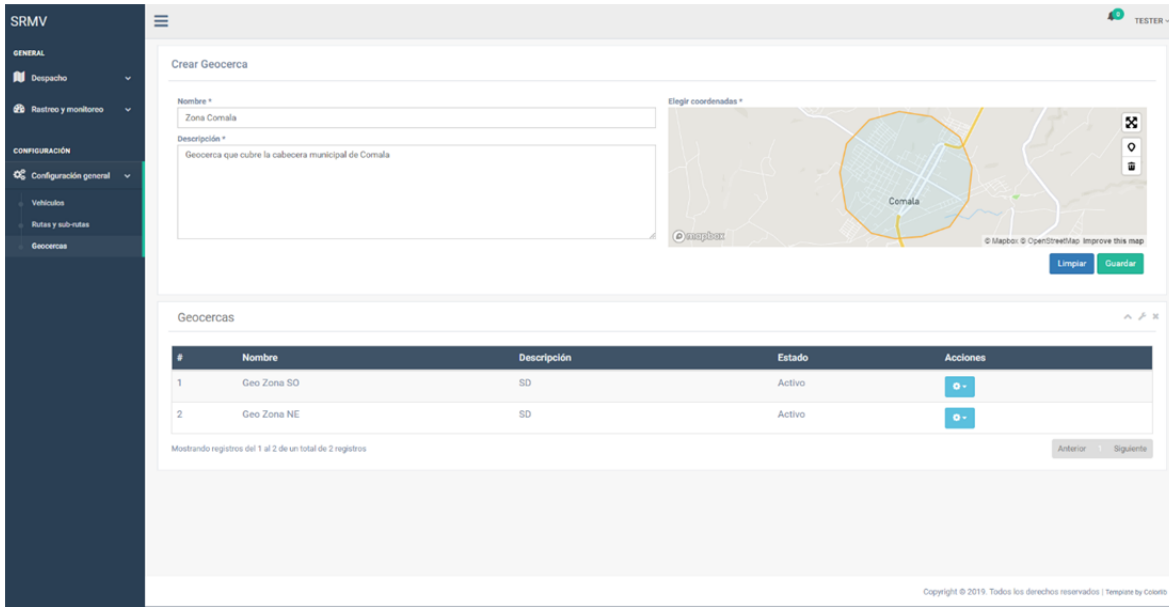 SRMV
0
TESTER
GENERAL
Despacho
Rastreo y monitoreo
CONFIGURACIÓN
Configuración general
Vehículos
Rutas y sub-rutas
Geocercas
Crear Geocerca
Nombre *
Zona Comala
Descripción *
Geocerca que cubre la cabecera municipal de Comala
Elegir coordenadas *
Comala
mapbox
© Mapbox © OpenStreetMap Improve this map
Limpiar Guardar
Geocercas
# Nombre Descripción Estado Acciones
1 Geo Zona SO SD Activo
2 Geo Zona NE SD Activo
Mostrando registros del 1 al 2 de un total de 2 registros
Anterior 1 Siguiente
Copyright © 2019. Todos los derechos reservados | Template by Colorlib